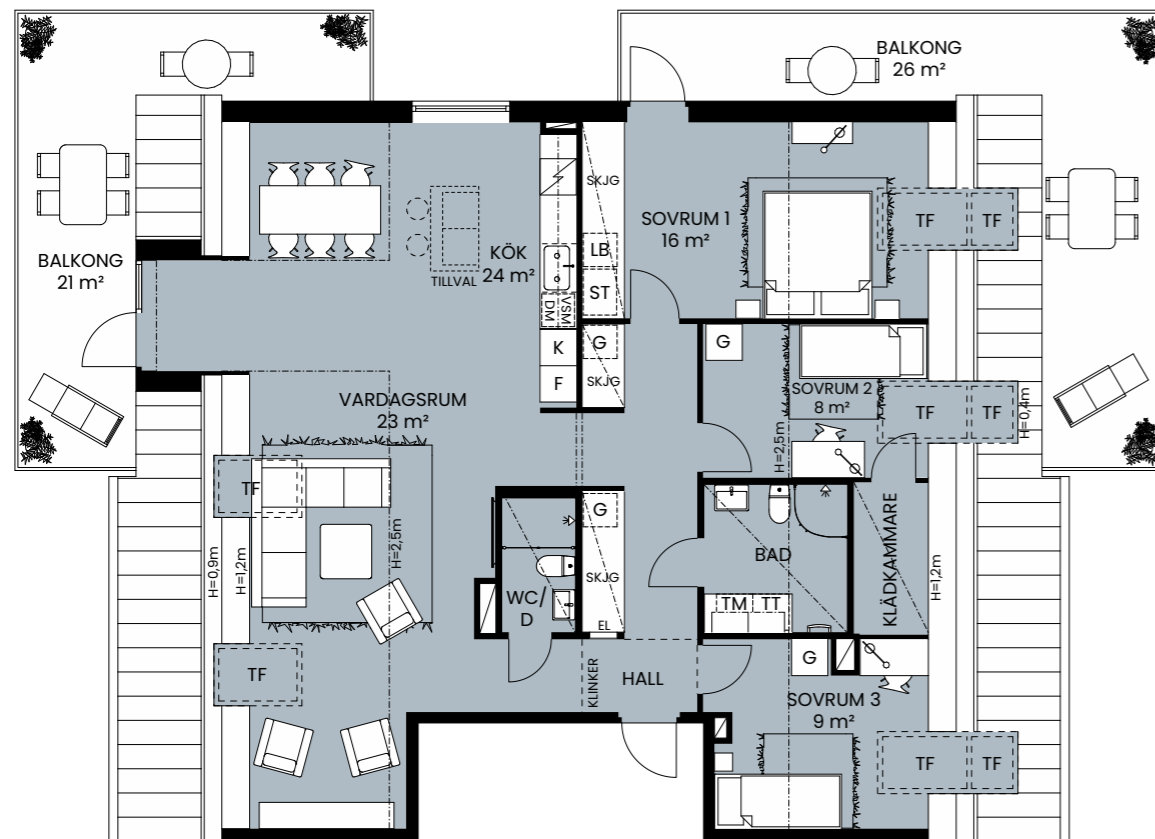 BALKONG
26 m²
SKJG
SOVRUM 1
16 m²
TF
TF
KÖK
24 m²
LB
BALKONG
21 m²
TILLVAL
ST
DM
VSM
K
G
G
F
SKJG
SOVRUM 2
8 m²
VARDAGSRUM
23 m²
TF
TF
H=0,4m
H=2,5m
TF
G
H=2,5m
BAD
KLÄDKAMMARE
H=0,9m
H=1,2m
SKJG
H=1,2m
WC/
D
TM
TT
EL
TF
KLINKER
HALL
G
SOVRUM 3
9 m²
TF
TF